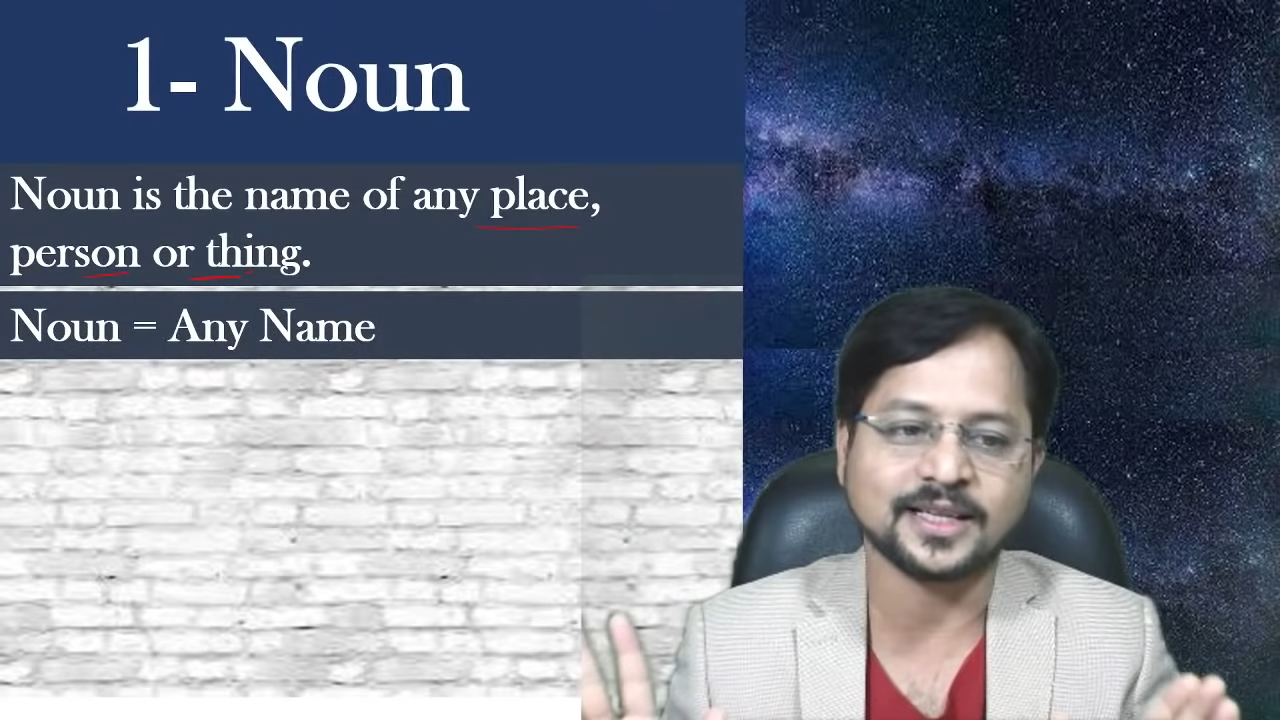 1- Noun
Noun is the name of any place,
person or thing.
Noun = Any Name